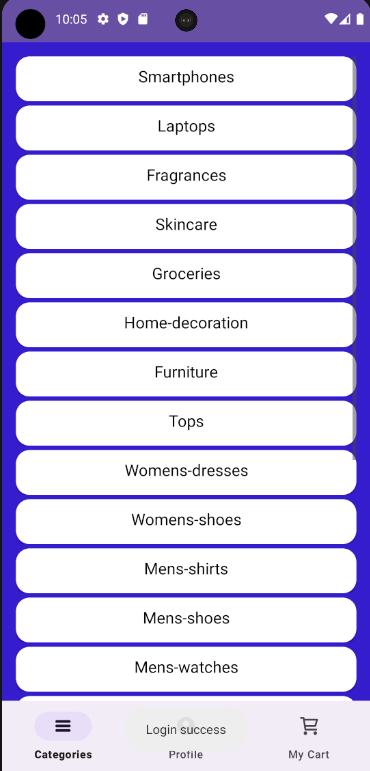 10:05
Smartphones
Laptops
Fragrances
Skincare
Groceries
Home-decoration
Furniture
Tops
Womens-dresses
Womens-shoes
Mens-shirts
Mens-shoes
Mens-watches
Login success
Categories
Profile
My Cart